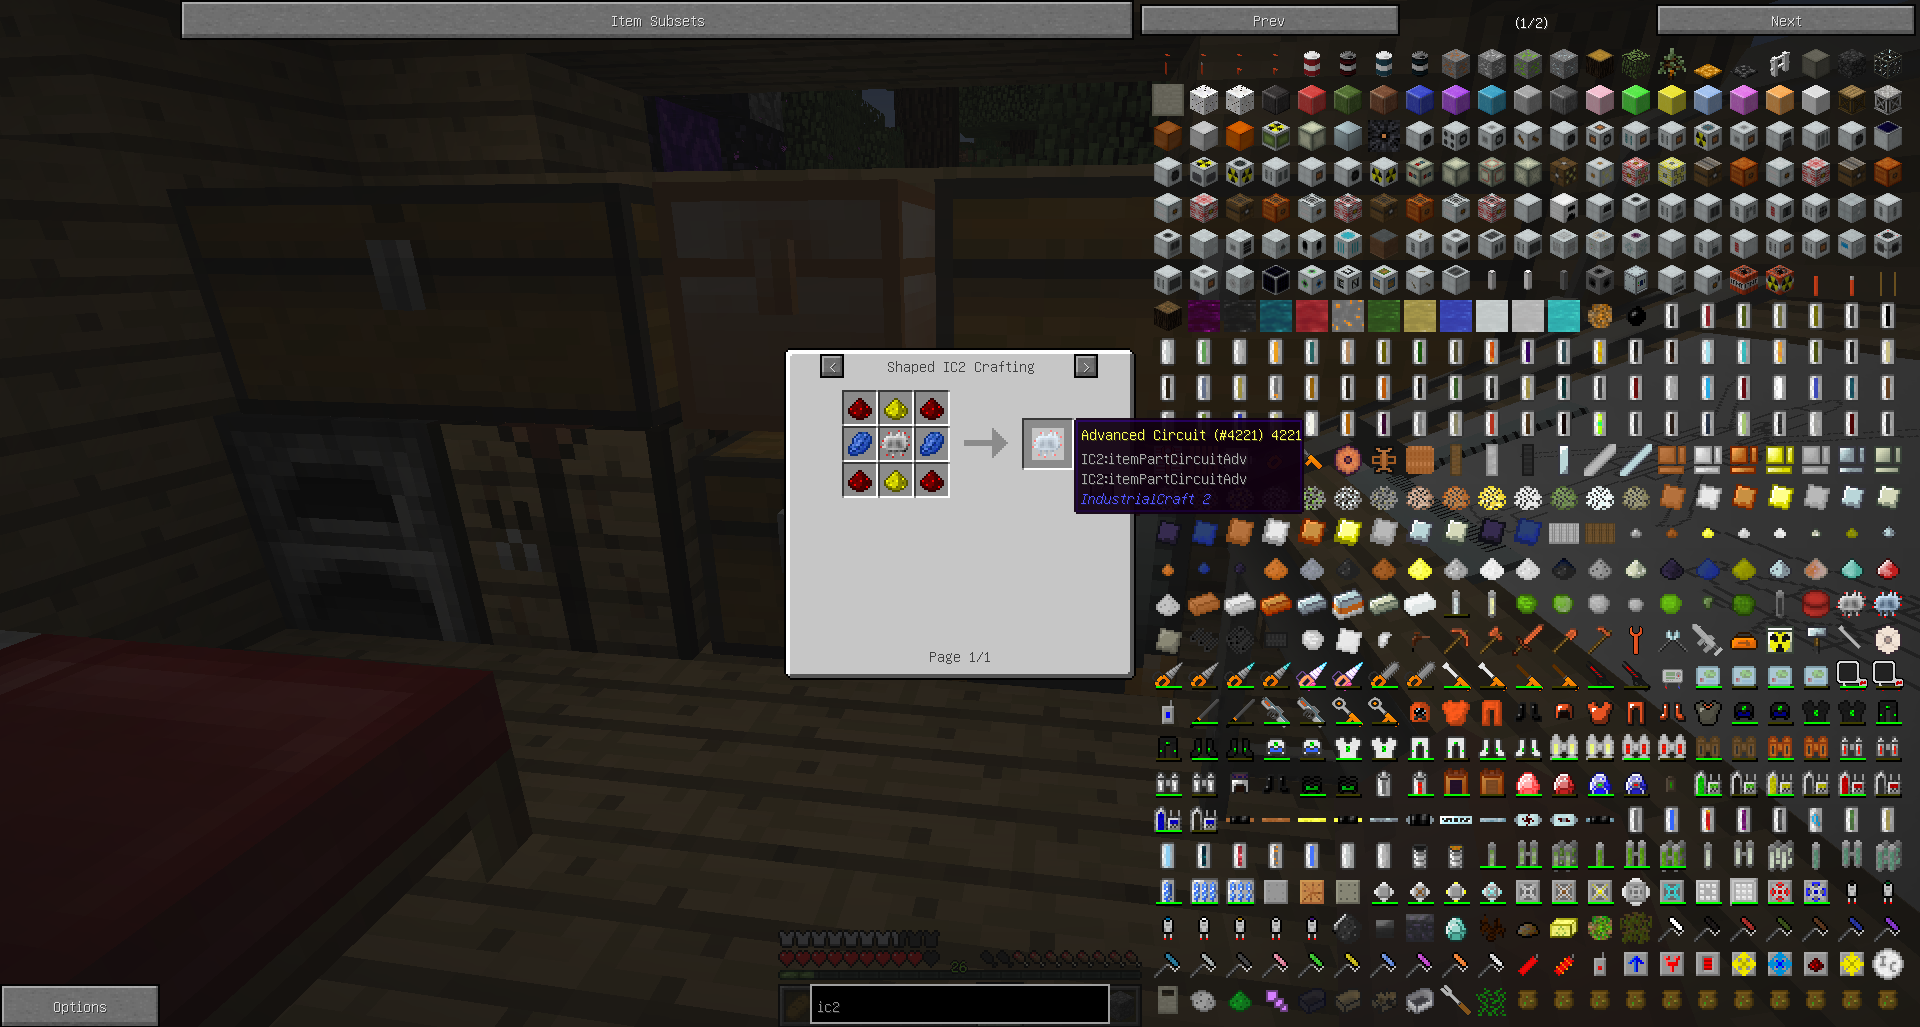 Item Subsets
Prev
(1/2)
Next
< Shaped IC2 Crafting >
Advanced Circuit (#4221) 4221
IC2:itemPartCircuitAdv
IC2:itemPartCircuitAdv
IndustrialCraft 2
Page 1/1
26
Options
ic2